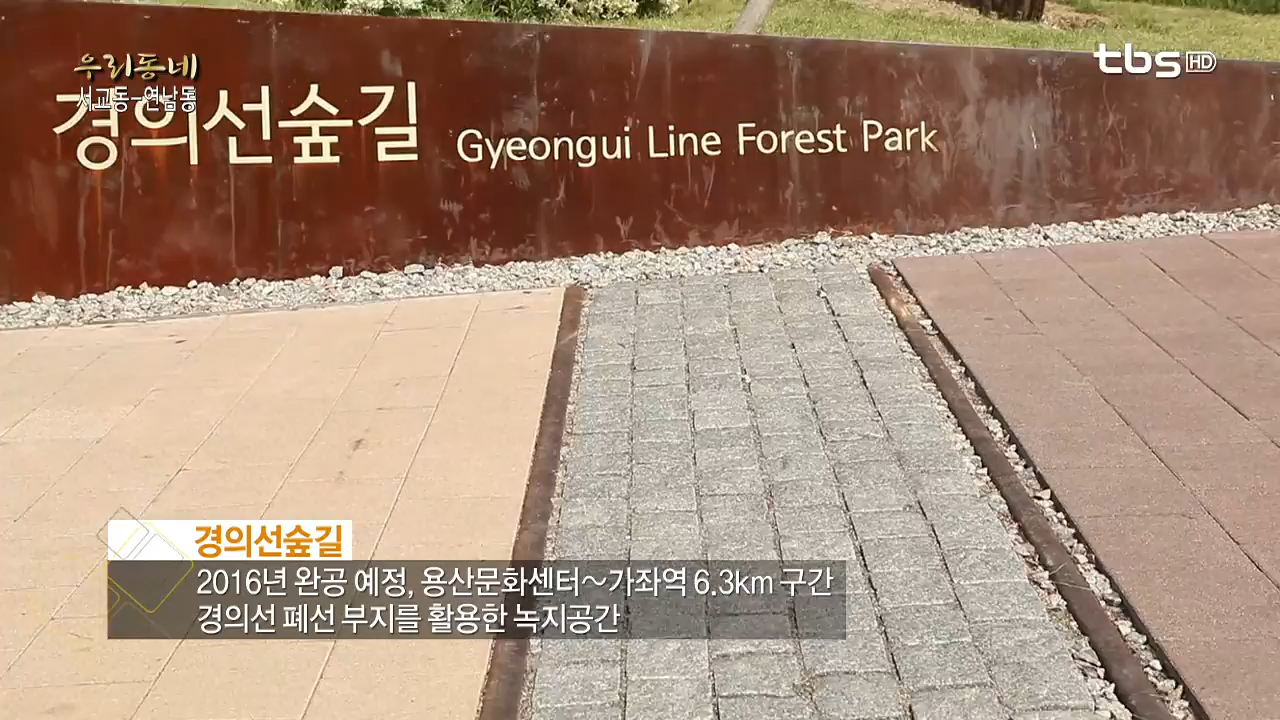 우리동네
서교동-연남동
tbs HD
경의선숲길 Gyeongui Line Forest Park
경의선숲길
2016년 완공 예정, 용산문화센터~가좌역 6.3km 구간
경의선 폐선 부지를 활용한 녹지공간